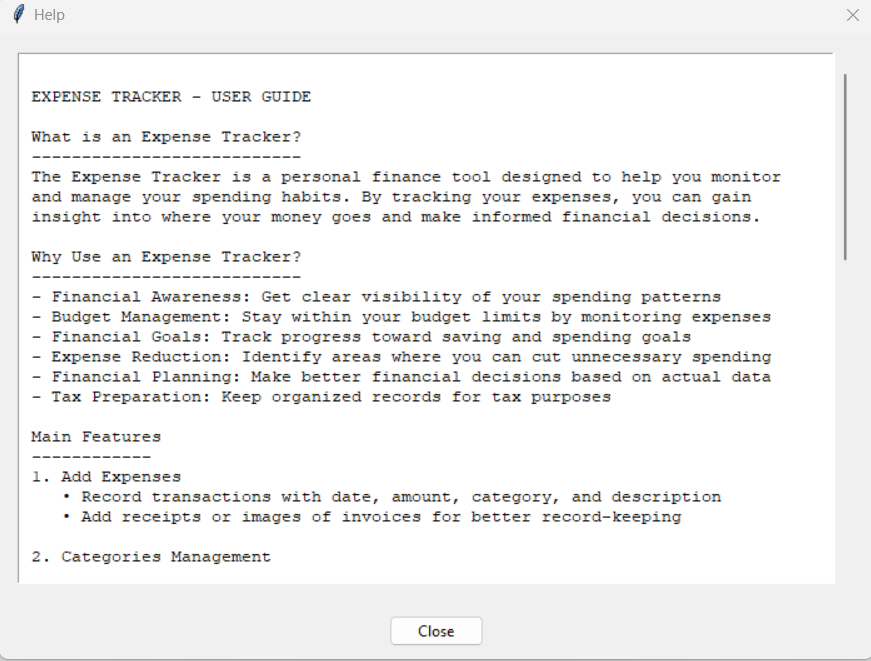 Help
EXPENSE TRACKER - USER GUIDE
What is an Expense Tracker?
---------------------------
The Expense Tracker is a personal finance tool designed to help you monitor
and manage your spending habits. By tracking your expenses, you can gain
insight into where your money goes and make informed financial decisions.
Why Use an Expense Tracker?
---------------------------
- Financial Awareness: Get clear visibility of your spending patterns
- Budget Management: Stay within your budget limits by monitoring expenses
- Financial Goals: Track progress toward saving and spending goals
- Expense Reduction: Identify areas where you can cut unnecessary spending
- Financial Planning: Make better financial decisions based on actual data
- Tax Preparation: Keep organized records for tax purposes
Main Features
------------
1. Add Expenses
• Record transactions with date, amount, category, and description
• Add receipts or images of invoices for better record-keeping
2. Categories Management
Close